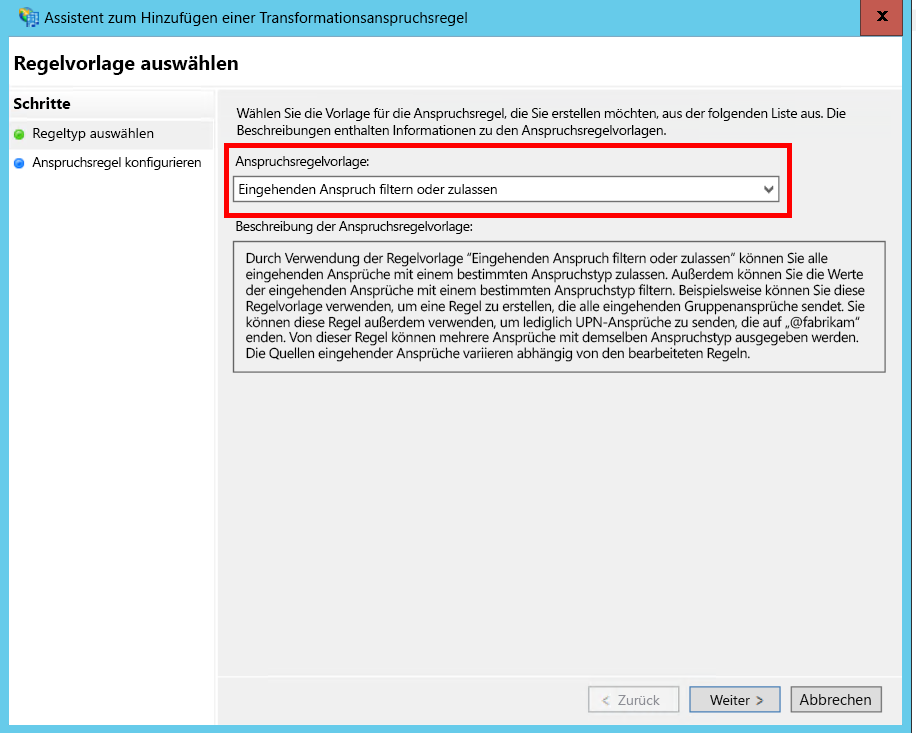 Assistent zum Hinzufügen einer Transformationsanspruchsregel
x
Regelvorlage auswählen
Schritte
Regeltyp auswählen
Anspruchsregel konfigurieren
Wählen Sie die Vorlage für die Anspruchsregel, die Sie erstellen möchten, aus der folgenden Liste aus. Die
Beschreibungen enthalten Informationen zu den Anspruchsregelvorlagen.
Anspruchsregelvorlage:
Eingehenden Anspruch filtern oder zulassen
Beschreibung der Anspruchsregelvorlage:
Durch Verwendung der Regelvorlage "Eingehenden Anspruch filtern oder zulassen" können Sie alle
eingehenden Ansprüche mit einem bestimmten Anspruchstyp zulassen. Außerdem können Sie die Werte
der eingehenden Ansprüche mit einem bestimmten Anspruchstyp filtern. Beispielsweise können Sie diese
Regelvorlage verwenden, um eine Regel zu erstellen, die alle eingehenden Gruppenansprüche sendet. Sie
können diese Regel außerdem verwenden, um lediglich UPN-Ansprüche zu senden, die auf „@fabrikam“
enden. Von dieser Regel können mehrere Ansprüche mit demselben Anspruchstyp ausgegeben werden.
Die Quellen eingehender Ansprüche variieren abhängig von den bearbeiteten Regeln.
< Zurück
Weiter >
Abbrechen